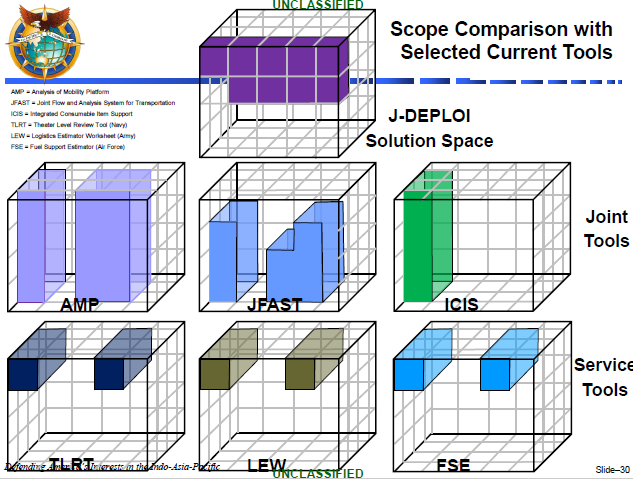 UNCLASSIFIED
Scope Comparison with
Selected Current Tools
AMP = Analysis of Mobility Platform
JFAST = Joint Flow and Analysis System for Transportation
ICIS = Integrated Consumable Item Support
TLRT = Theater Level Review Tool (Navy)
LEW = Logistics Estimator Worksheet (Army)
FSE = Fuel Support Estimator (Air Force)
J-DEPLOI
Solution Space
Joint
Tools
AMP
JFAST
ICIS
Service
Tools
TLRT
LEW
FSE
Defending America's Interests in the Indo-Asia-Pacific
UNCLASSIFIED
Slide–30